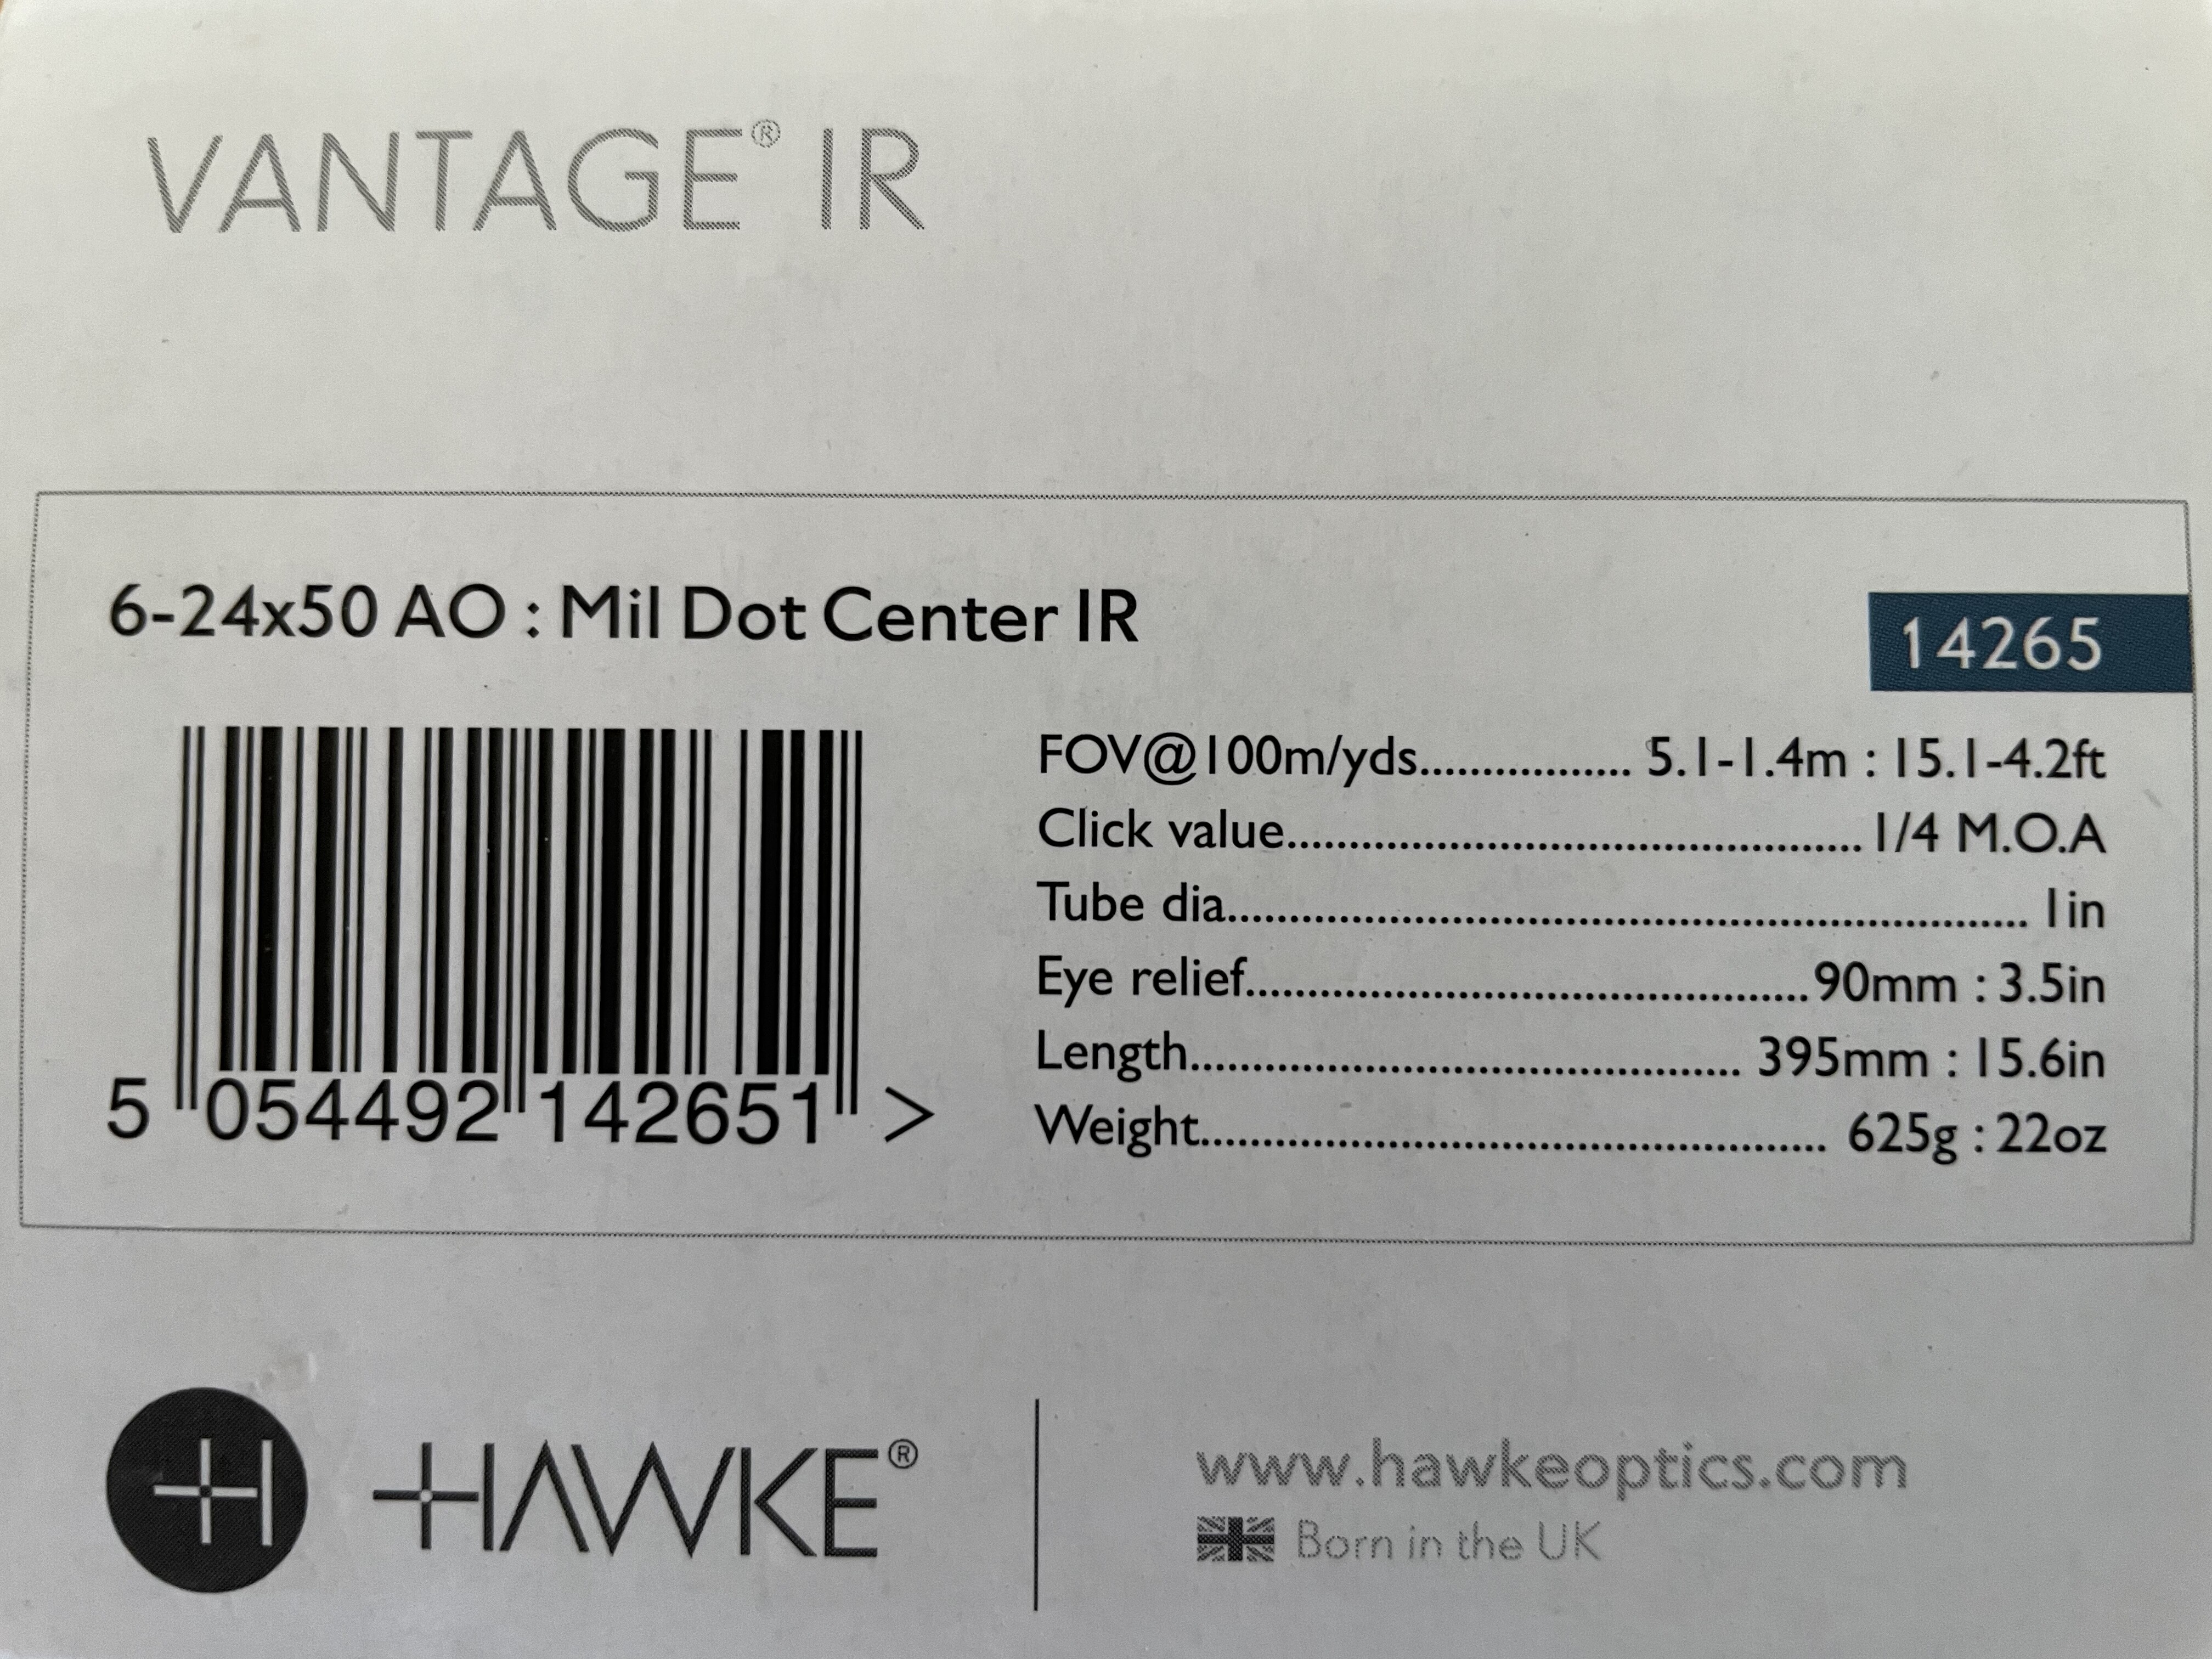 VANTAGE® IR
6-24x50 AO : Mil Dot Center IR
14265
FOV@100m/yds................. 5.1-1.4m : 15.1-4.2ft
Click value.............................................. 1/4 M.O.A
Tube dia................................................................ 1in
Eye relief.............................................90mm : 3.5in
Length............................................ 395mm : 15.6in
Weight.................................................. 625g : 22oz
5 054492 142651 >
HAWKE®
www.hawkeoptics.com
Born in the UK